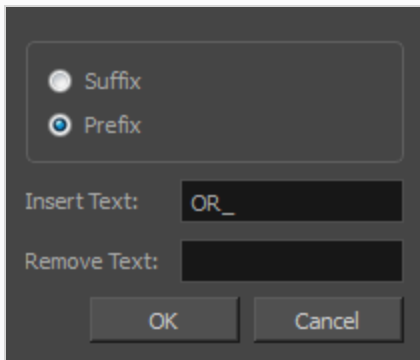 Suffix
Prefix
Insert Text: OR_
Remove Text:
OK Cancel